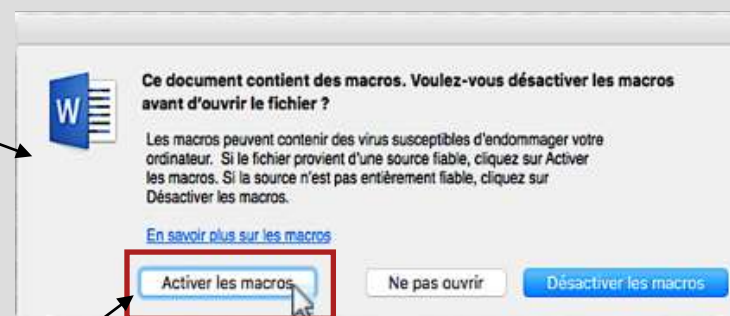 W
Ce document contient des macros. Voulez-vous désactiver les macros
avant d'ouvrir le fichier ?
Les macros peuvent contenir des virus susceptibles d'endommager votre
ordinateur. Si le fichier provient d'une source fiable, cliquez sur Activer
les macros. Si la source n'est pas entièrement fiable, cliquez sur
Désactiver les macros.
En savoir plus sur les macros
Activer les macros Ne pas ouvrir Désactiver les macros